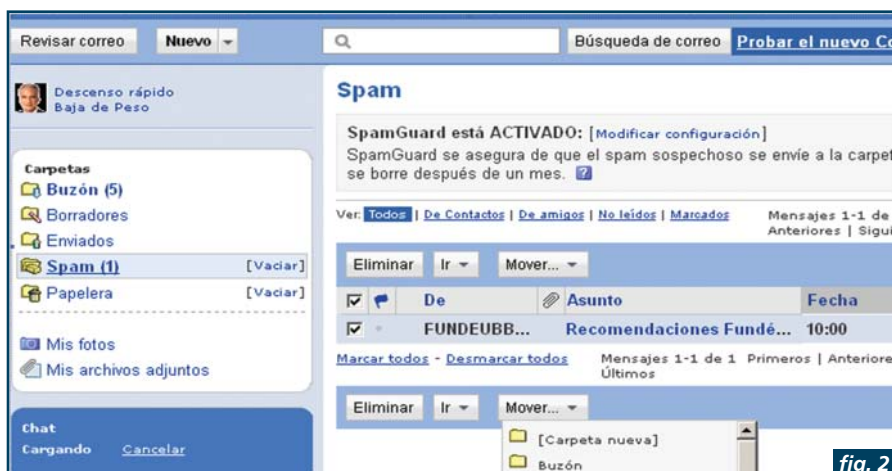 Revisar correo Nuevo
Búsqueda de correo Probar el nuevo
Descenso rápido
Baja de Peso
Carpetas
Buzón (5)
Borradores
Enviados
Spam (1) [Vaciar]
Papelera [Vaciar]
Mis fotos
Mis archivos adjuntos
Chat
Cargando Cancelar
Spam
SpamGuard está ACTIVADO: [Modificar configuración]
SpamGuard se asegura de que el spam sospechoso se envíe a la carpet
se borre después de un mes. ?
Ver: Todos | De Contactos | De amigos | No leídos | Marcados
Mensajes 1-1 de
Anteriores | Sigui
Eliminar Ir Mover...
De Asunto Fecha
FUNDEUBB... Recomendaciones Fundé... 10:00
Marcar todos - Desmarcar todos
Mensajes 1-1 de 1 Primeros | Anteriore
Últimos
Eliminar Ir Mover...
[Carpeta nueva]
Buzón
fig. 2